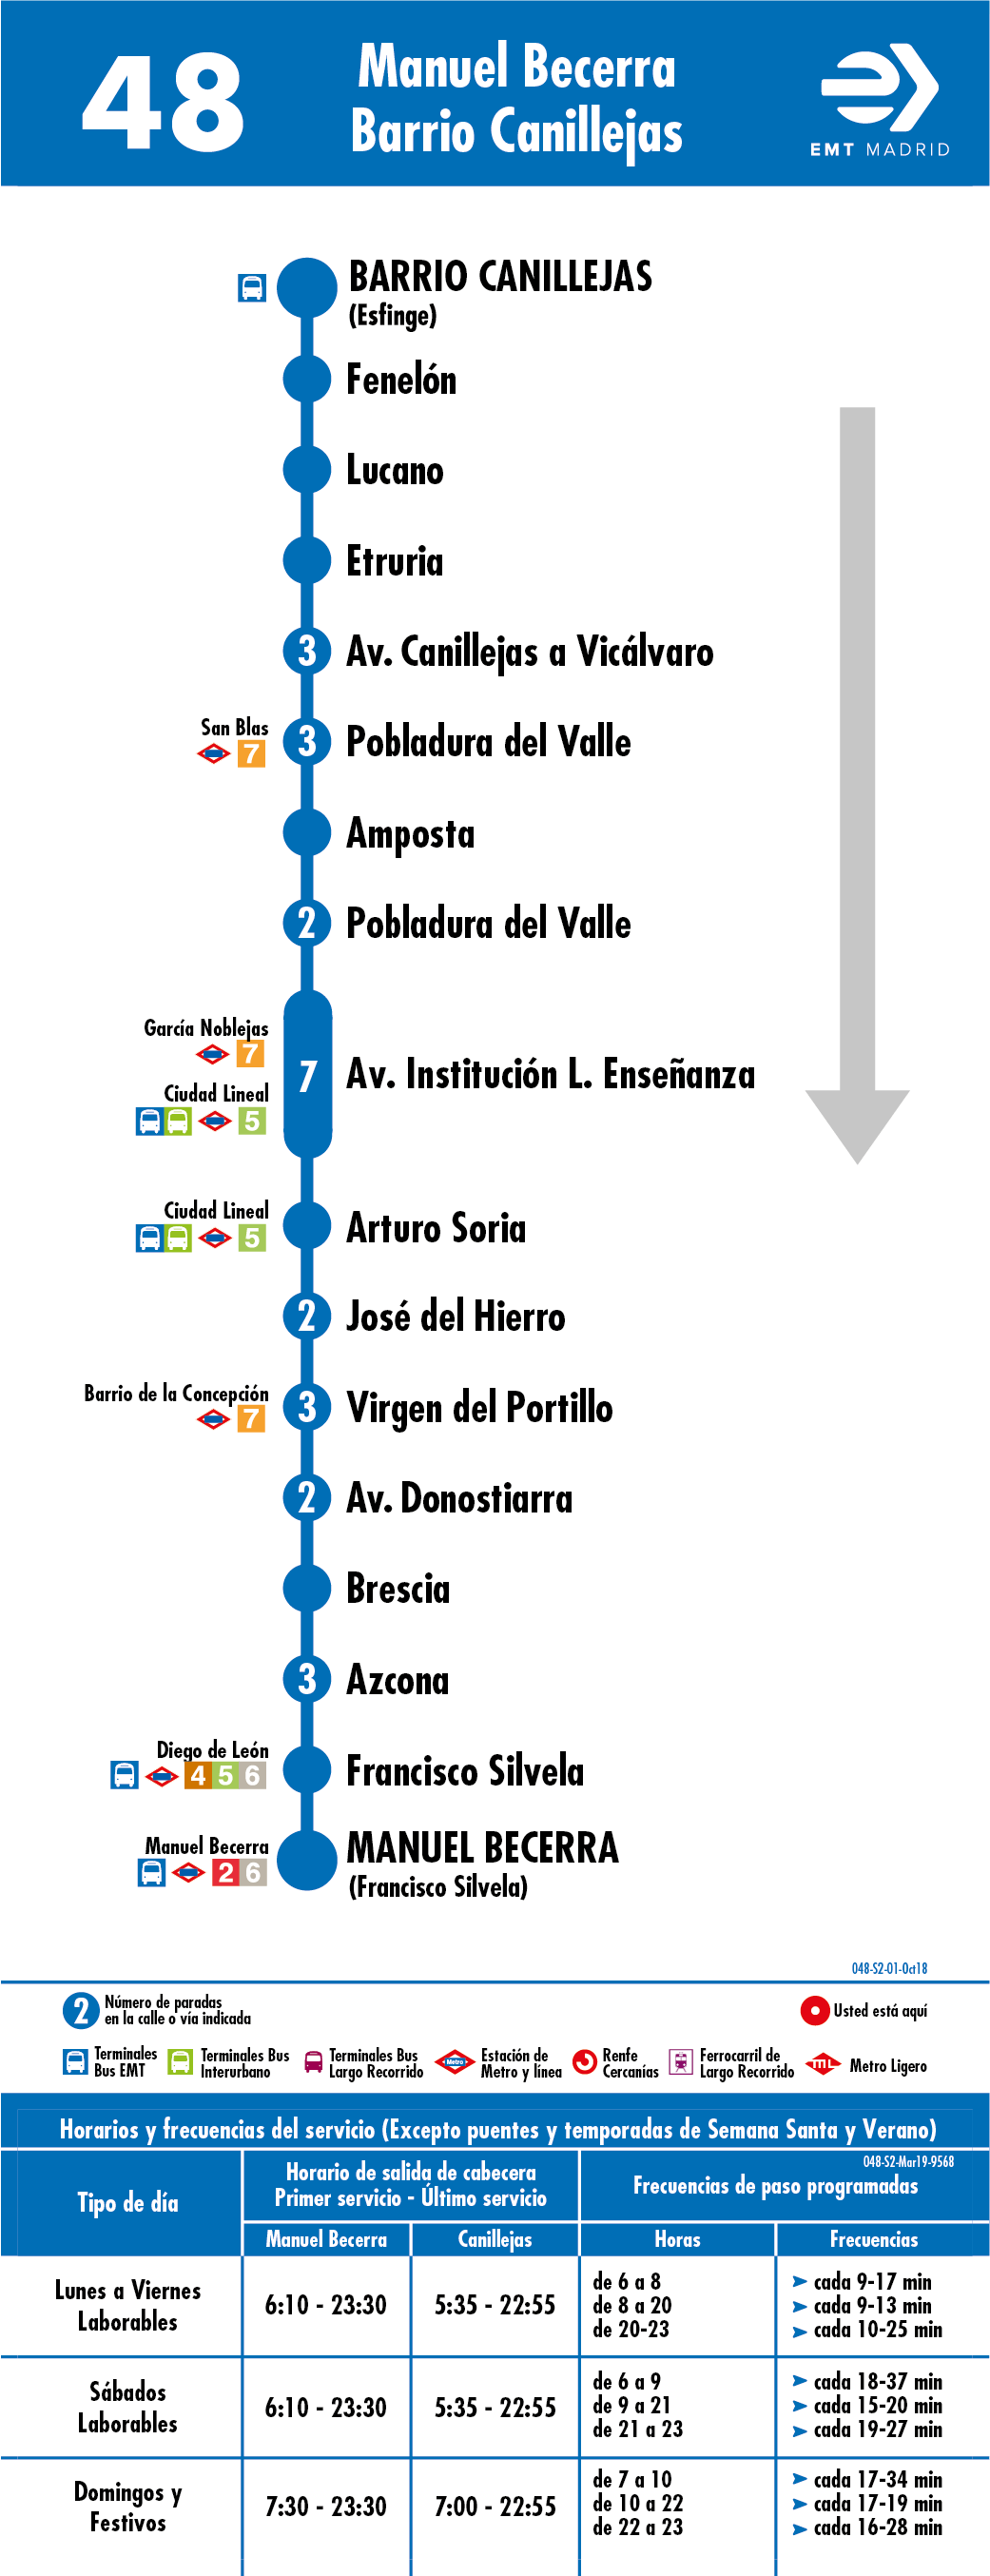 48
Manuel Becerra
Barrio Canillejas
EMT MADRID
BARRIO CANILLEJAS
(Esfinge)
Fenelón
Lucano
Etruria
3 Av. Canillejas a Vicálvaro
San Blas
7
3 Pobladura del Valle
Amposta
2 Pobladura del Valle
García Noblejas
7
Ciudad Lineal
5
7 Av. Institución L. Enseñanza
Ciudad Lineal
5
Arturo Soria
2 José del Hierro
Barrio de la Concepción
7
3 Virgen del Portillo
2 Av. Donostiarra
Brescia
3 Azcona
Diego de León
4 5 6
Francisco Silvela
Manuel Becerra
2 6
MANUEL BECERRA
(Francisco Silvela)
048-S2-01-Oct18
2 Número de paradas
en la calle o vía indicada
Usted está aquí
Terminales
Bus EMT
Terminales Bus
Interurbano
Terminales Bus
Largo Recorrido
Metro
Estación de
Metro y línea
Renfe
Cercanías
Ferrocarril de
Largo Recorrido
ML
Metro Ligero
Horarios y frecuencias del servicio (Excepto puentes y temporadas de Semana Santa y Verano)
048-S2-Mar19-9568
Tipo de día
Horario de salida de cabecera
Primer servicio - Último servicio
Frecuencias de paso programadas
Manuel Becerra
Canillejas
Horas
Frecuencias
Lunes a Viernes
Laborables
6:10 - 23:30
5:35 - 22:55
de 6 a 8 cada 9-17 min
de 8 a 20 cada 9-13 min
de 20-23 cada 10-25 min
Sábados
Laborables
6:10 - 23:30
5:35 - 22:55
de 6 a 9 cada 18-37 min
de 9 a 21 cada 15-20 min
de 21 a 23 cada 19-27 min
Domingos y
Festivos
7:30 - 23:30
7:00 - 22:55
de 7 a 10 cada 17-34 min
de 10 a 22 cada 17-19 min
de 22 a 23 cada 16-28 min